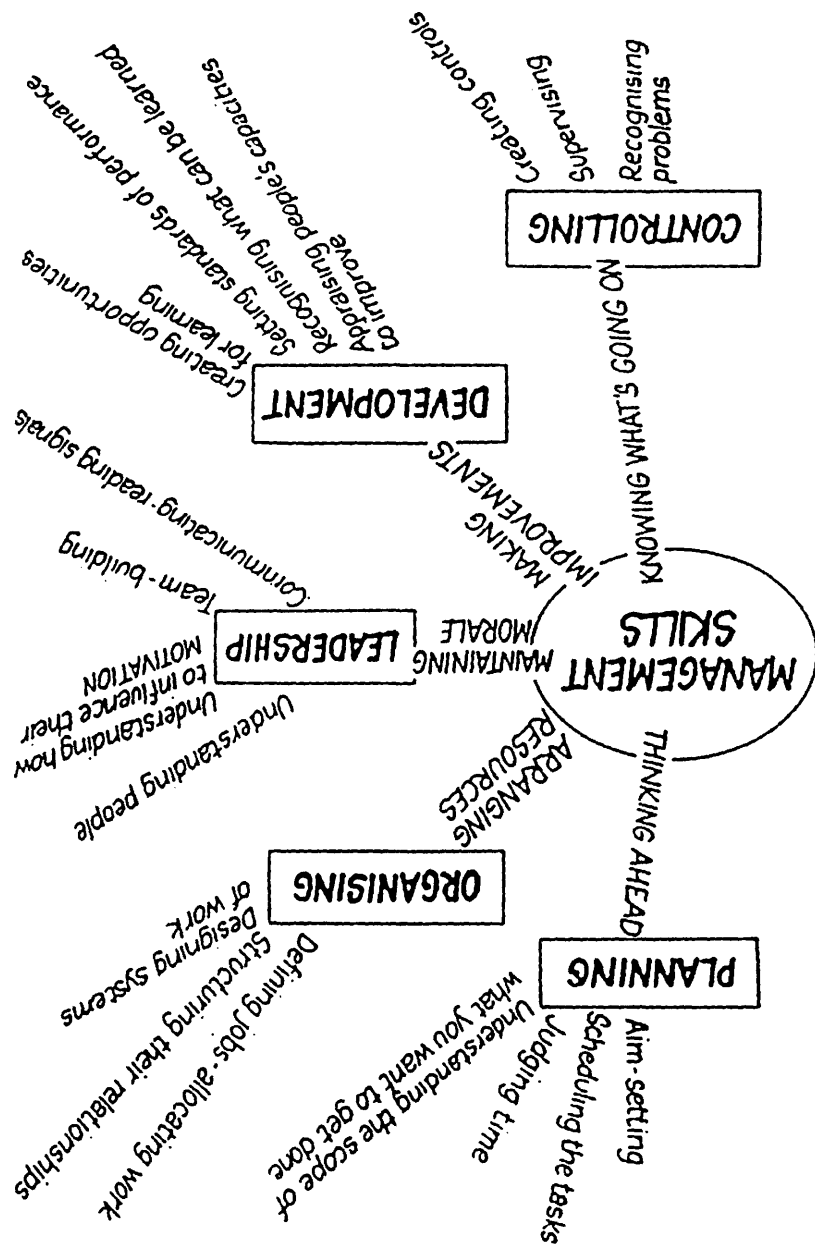 MANAGEMENT
SKILLS
THINKING AHEAD
PLANNING
Aim-setting
Scheduling the tasks
Judging time
Understanding the scope of
what you want to get done
ARRANGING
RESOURCES
ORGANISING
Defining jobs - allocating work
Structuring their relationships
Designing systems
of work
MAINTAINING
MORALE
LEADERSHIP
Understanding people
Understanding how
to influence their
MOTIVATION
Team - building
Communicating - reading signals
MAKING
IMPROVEMENTS
DEVELOPMENT
Creating opportunities
for learning
Setting standards of performance
Recognising what can be learned
Appraising people's capacities
to improve
KNOWING WHAT'S GOING ON
CONTROLLING
Creating controls
Supervising
Recognising
problems